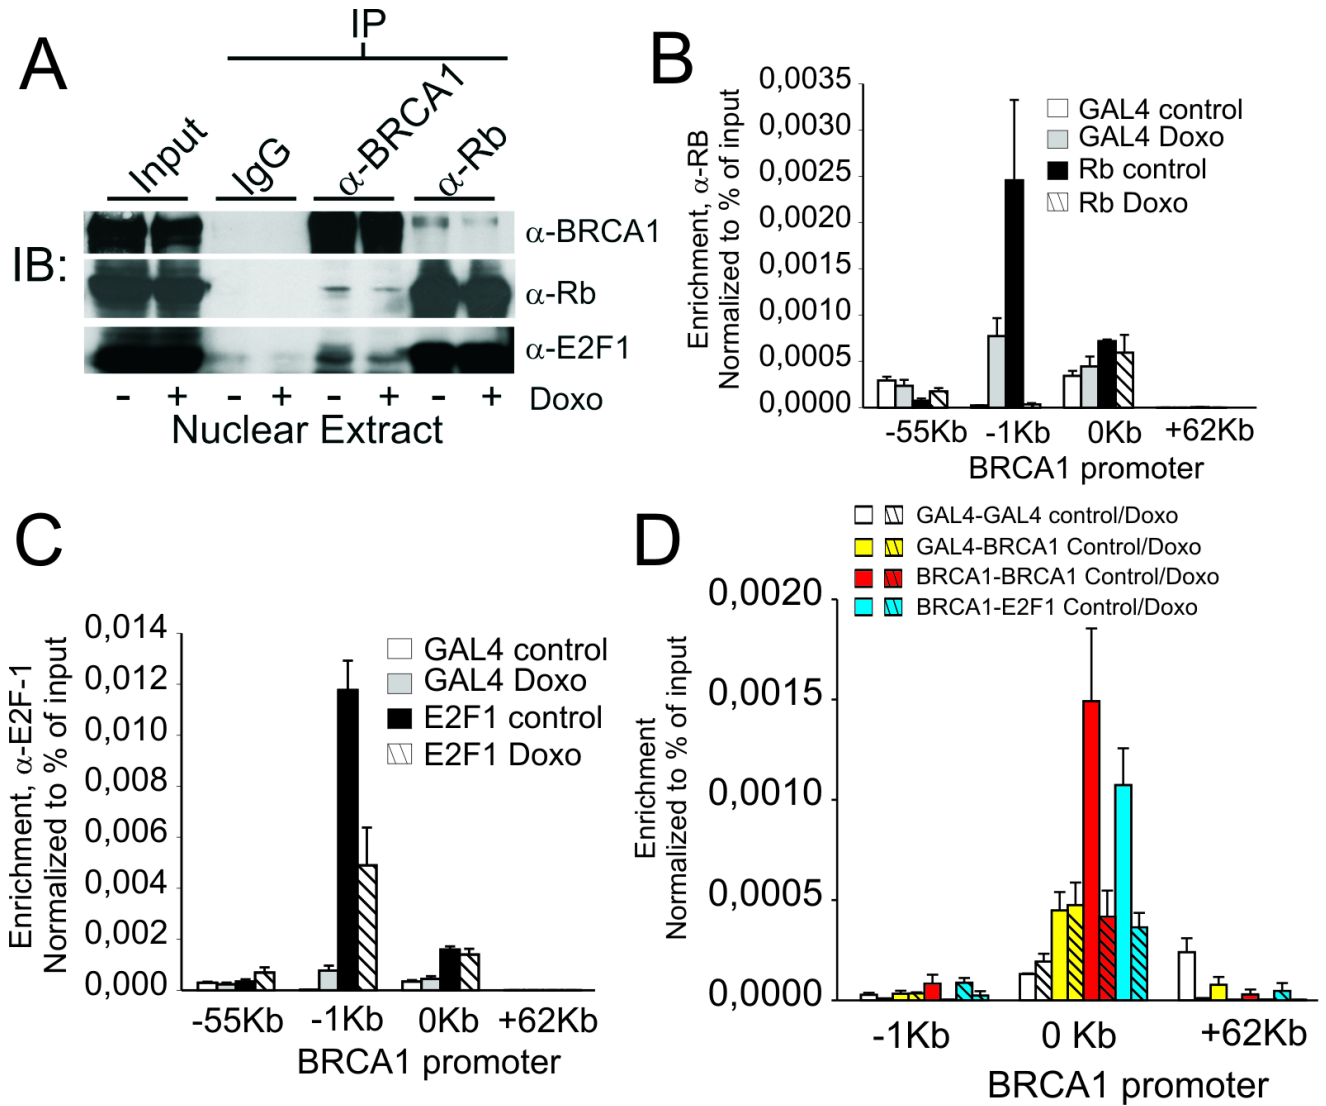 A
IP
Input
IgG
α-BRCA1
α-Rb
IB:
α-BRCA1
α-Rb
α-E2F1
- + - + - + - + Doxo
Nuclear Extract
B
Enrichment, α-RB
Normalized to % of input
0,0035
0,0030
0,0025
0,0020
0,0015
0,0010
0,0005
0,0000
GAL4 control
GAL4 Doxo
Rb control
Rb Doxo
-55Kb -1Kb 0Kb +62Kb
BRCA1 promoter
C
Enrichment, α-E2F-1
Normalized to % of input
0,014
0,012
0,010
0,008
0,006
0,004
0,002
0,000
GAL4 control
GAL4 Doxo
E2F1 control
E2F1 Doxo
-55Kb -1Kb 0Kb +62Kb
BRCA1 promoter
D
GAL4-GAL4 control/Doxo
GAL4-BRCA1 Control/Doxo
BRCA1-BRCA1 Control/Doxo
BRCA1-E2F1 Control/Doxo
Enrichment
Normalized to % of input
0,0020
0,0015
0,0010
0,0005
0,0000
-1Kb 0 Kb +62Kb
BRCA1 promoter